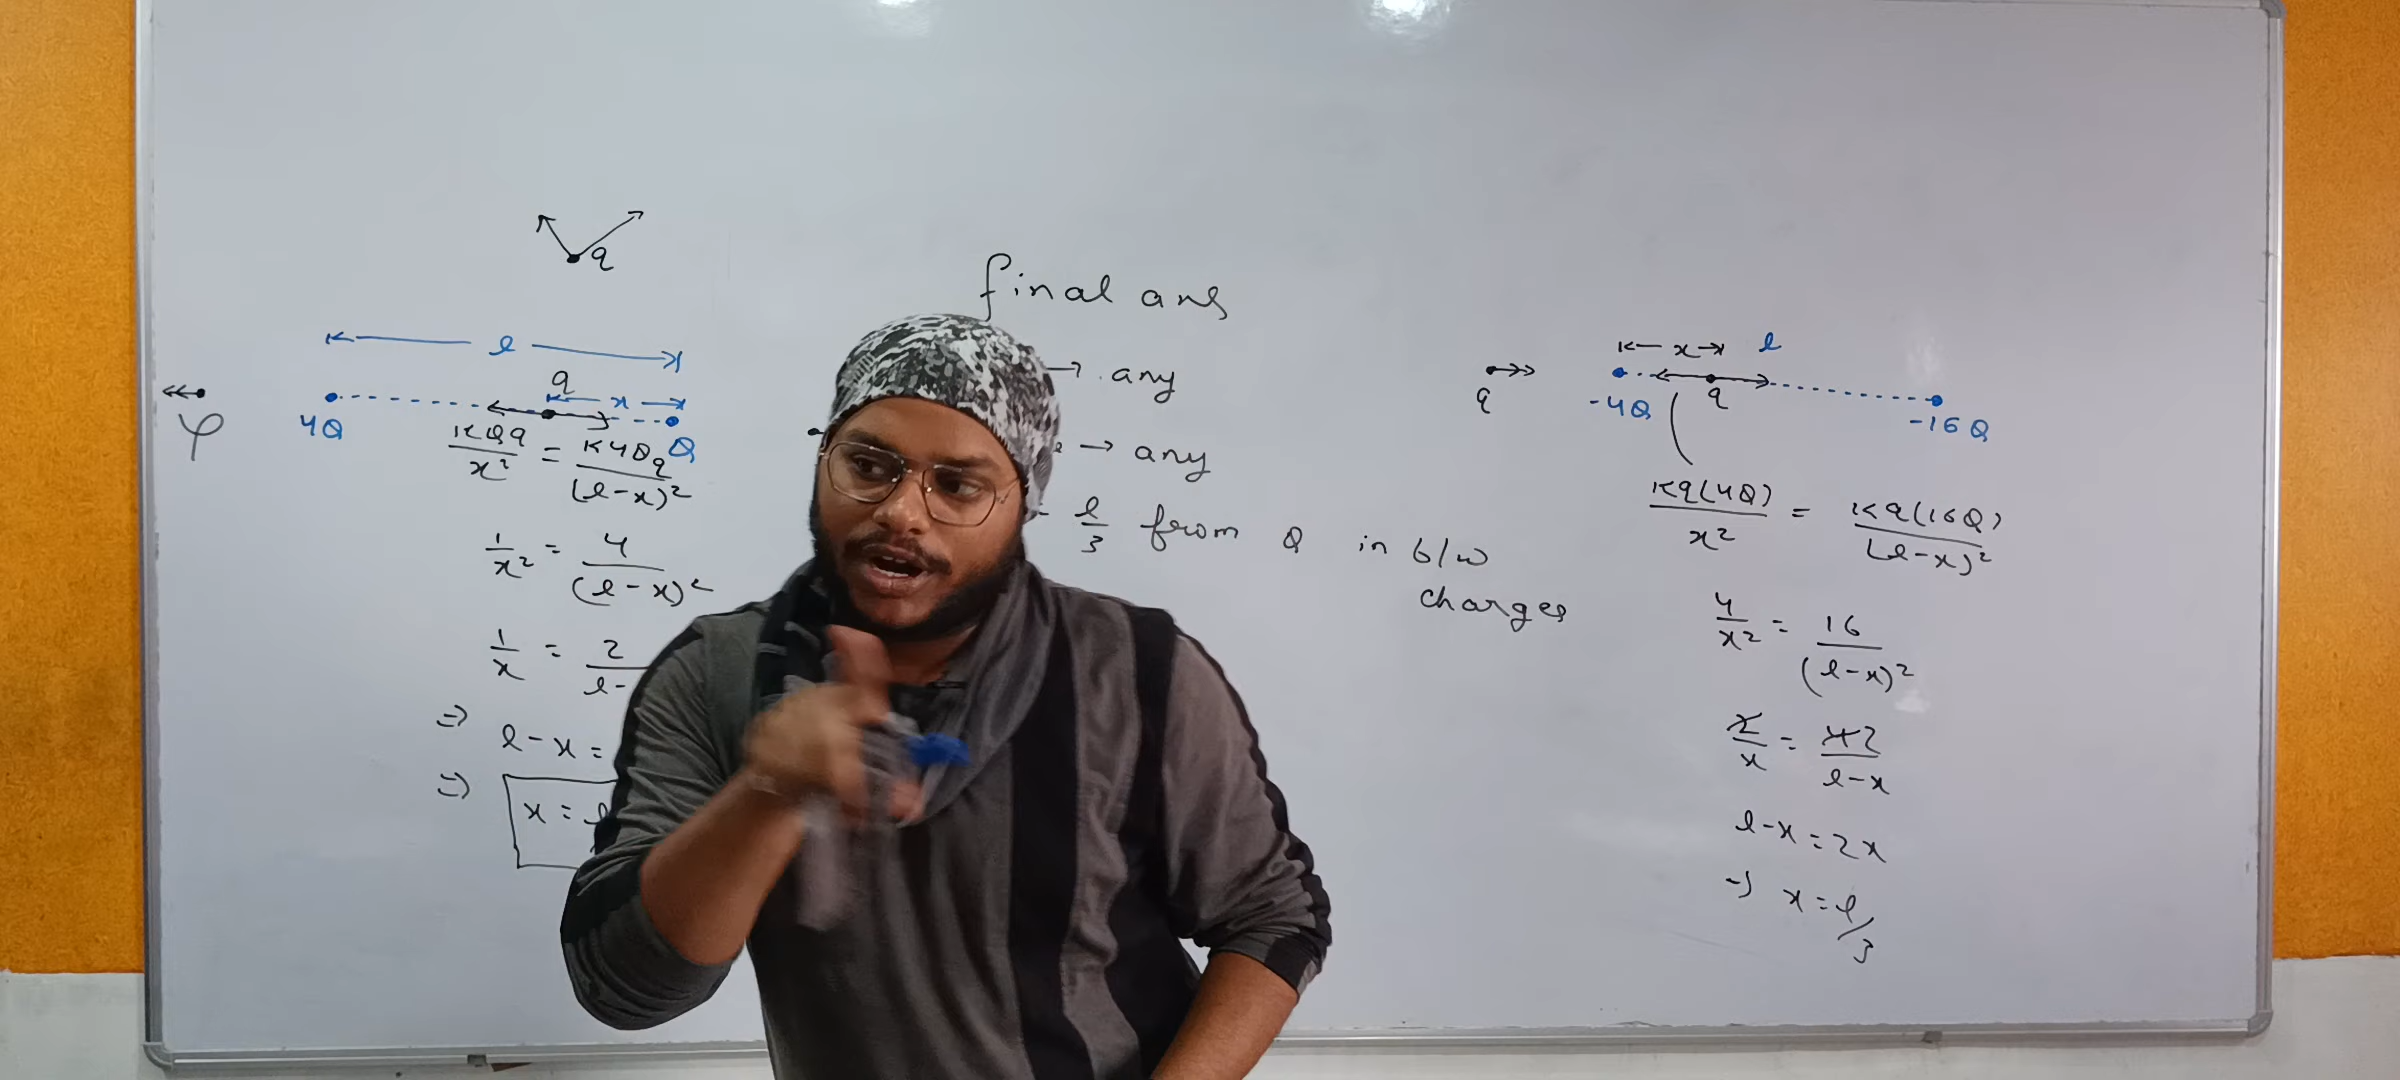 q
l
q
x
φ
4Q
Q
KQq/x² = K4Qq/(l-x)²
1/x² = 4/(l-x)²
1/x = 2/l-
⇒ l-x =
⇒ x = l
final ans
→ any
→ any
l/3 from Q in b/w
charges
x l
q
q
-4Q
-16Q
Kq(4Q)/x² = Kq(16Q)/(l-x)²
4/x² = 16/(l-x)²
2/x = 4 2/l-x
l-x = 2x
→ x = l/3